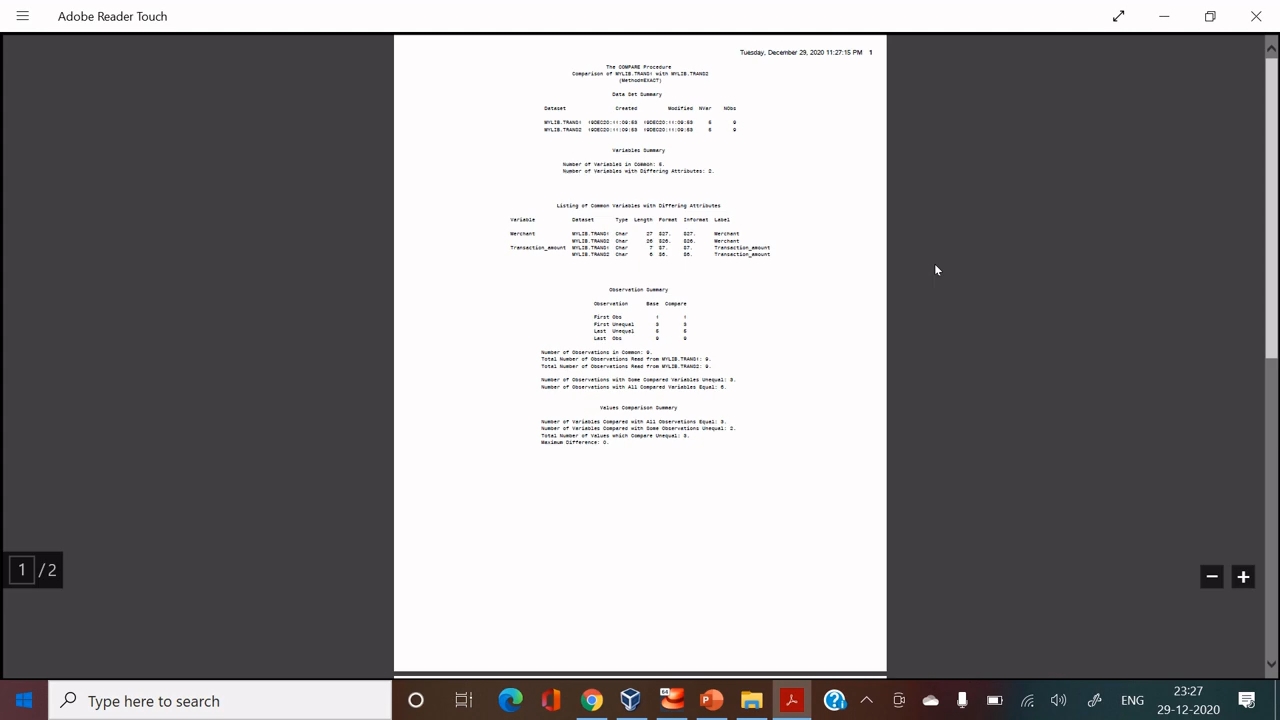 Adobe Reader Touch
Tuesday, December 29, 2020 11:27:15 PM 1
The COMPARE Procedure
Comparison of MYLIB.TRANS1 with MYLIB.TRANS2
(Method=EXACT)
Data Set Summary
Dataset Created Modified NVar NObs
MYLIB.TRANS1 19DEC20:11:09:53 19DEC20:11:09:53 5 9
MYLIB.TRANS2 19DEC20:11:09:53 19DEC20:11:09:53 5 9
Variables Summary
Number of Variables in Common: 5.
Number of Variables with Differing Attributes: 2.
Listing of Common Variables with Differing Attributes
Variable Dataset Type Length Format Informat Label
Merchant MYLIB.TRANS1 Char 27 $27. $27. Merchant
MYLIB.TRANS2 Char 26 $26. $26. Merchant
Transaction_amount MYLIB.TRANS1 Char 7 $7. $7. Transaction_amount
MYLIB.TRANS2 Char 6 $6. $6. Transaction_amount
Observation Summary
Observation Base Compare
First Obs 1 1
First Unequal 3 3
Last Unequal 5 5
Last Obs 9 9
Number of Observations in Common: 9.
Total Number of Observations Read from MYLIB.TRANS1: 9.
Total Number of Observations Read from MYLIB.TRANS2: 9.
Number of Observations with Some Compared Variables Unequal: 3.
Number of Observations with All Compared Variables Equal: 6.
Values Comparison Summary
Number of Variables Compared with All Observations Equal: 3.
Number of Variables Compared with Some Observations Unequal: 2.
Total Number of Values which Compare Unequal: 3.
Maximum Difference: 0.
1 / 2
Type here to search
64
ENG
23:27
29-12-2020